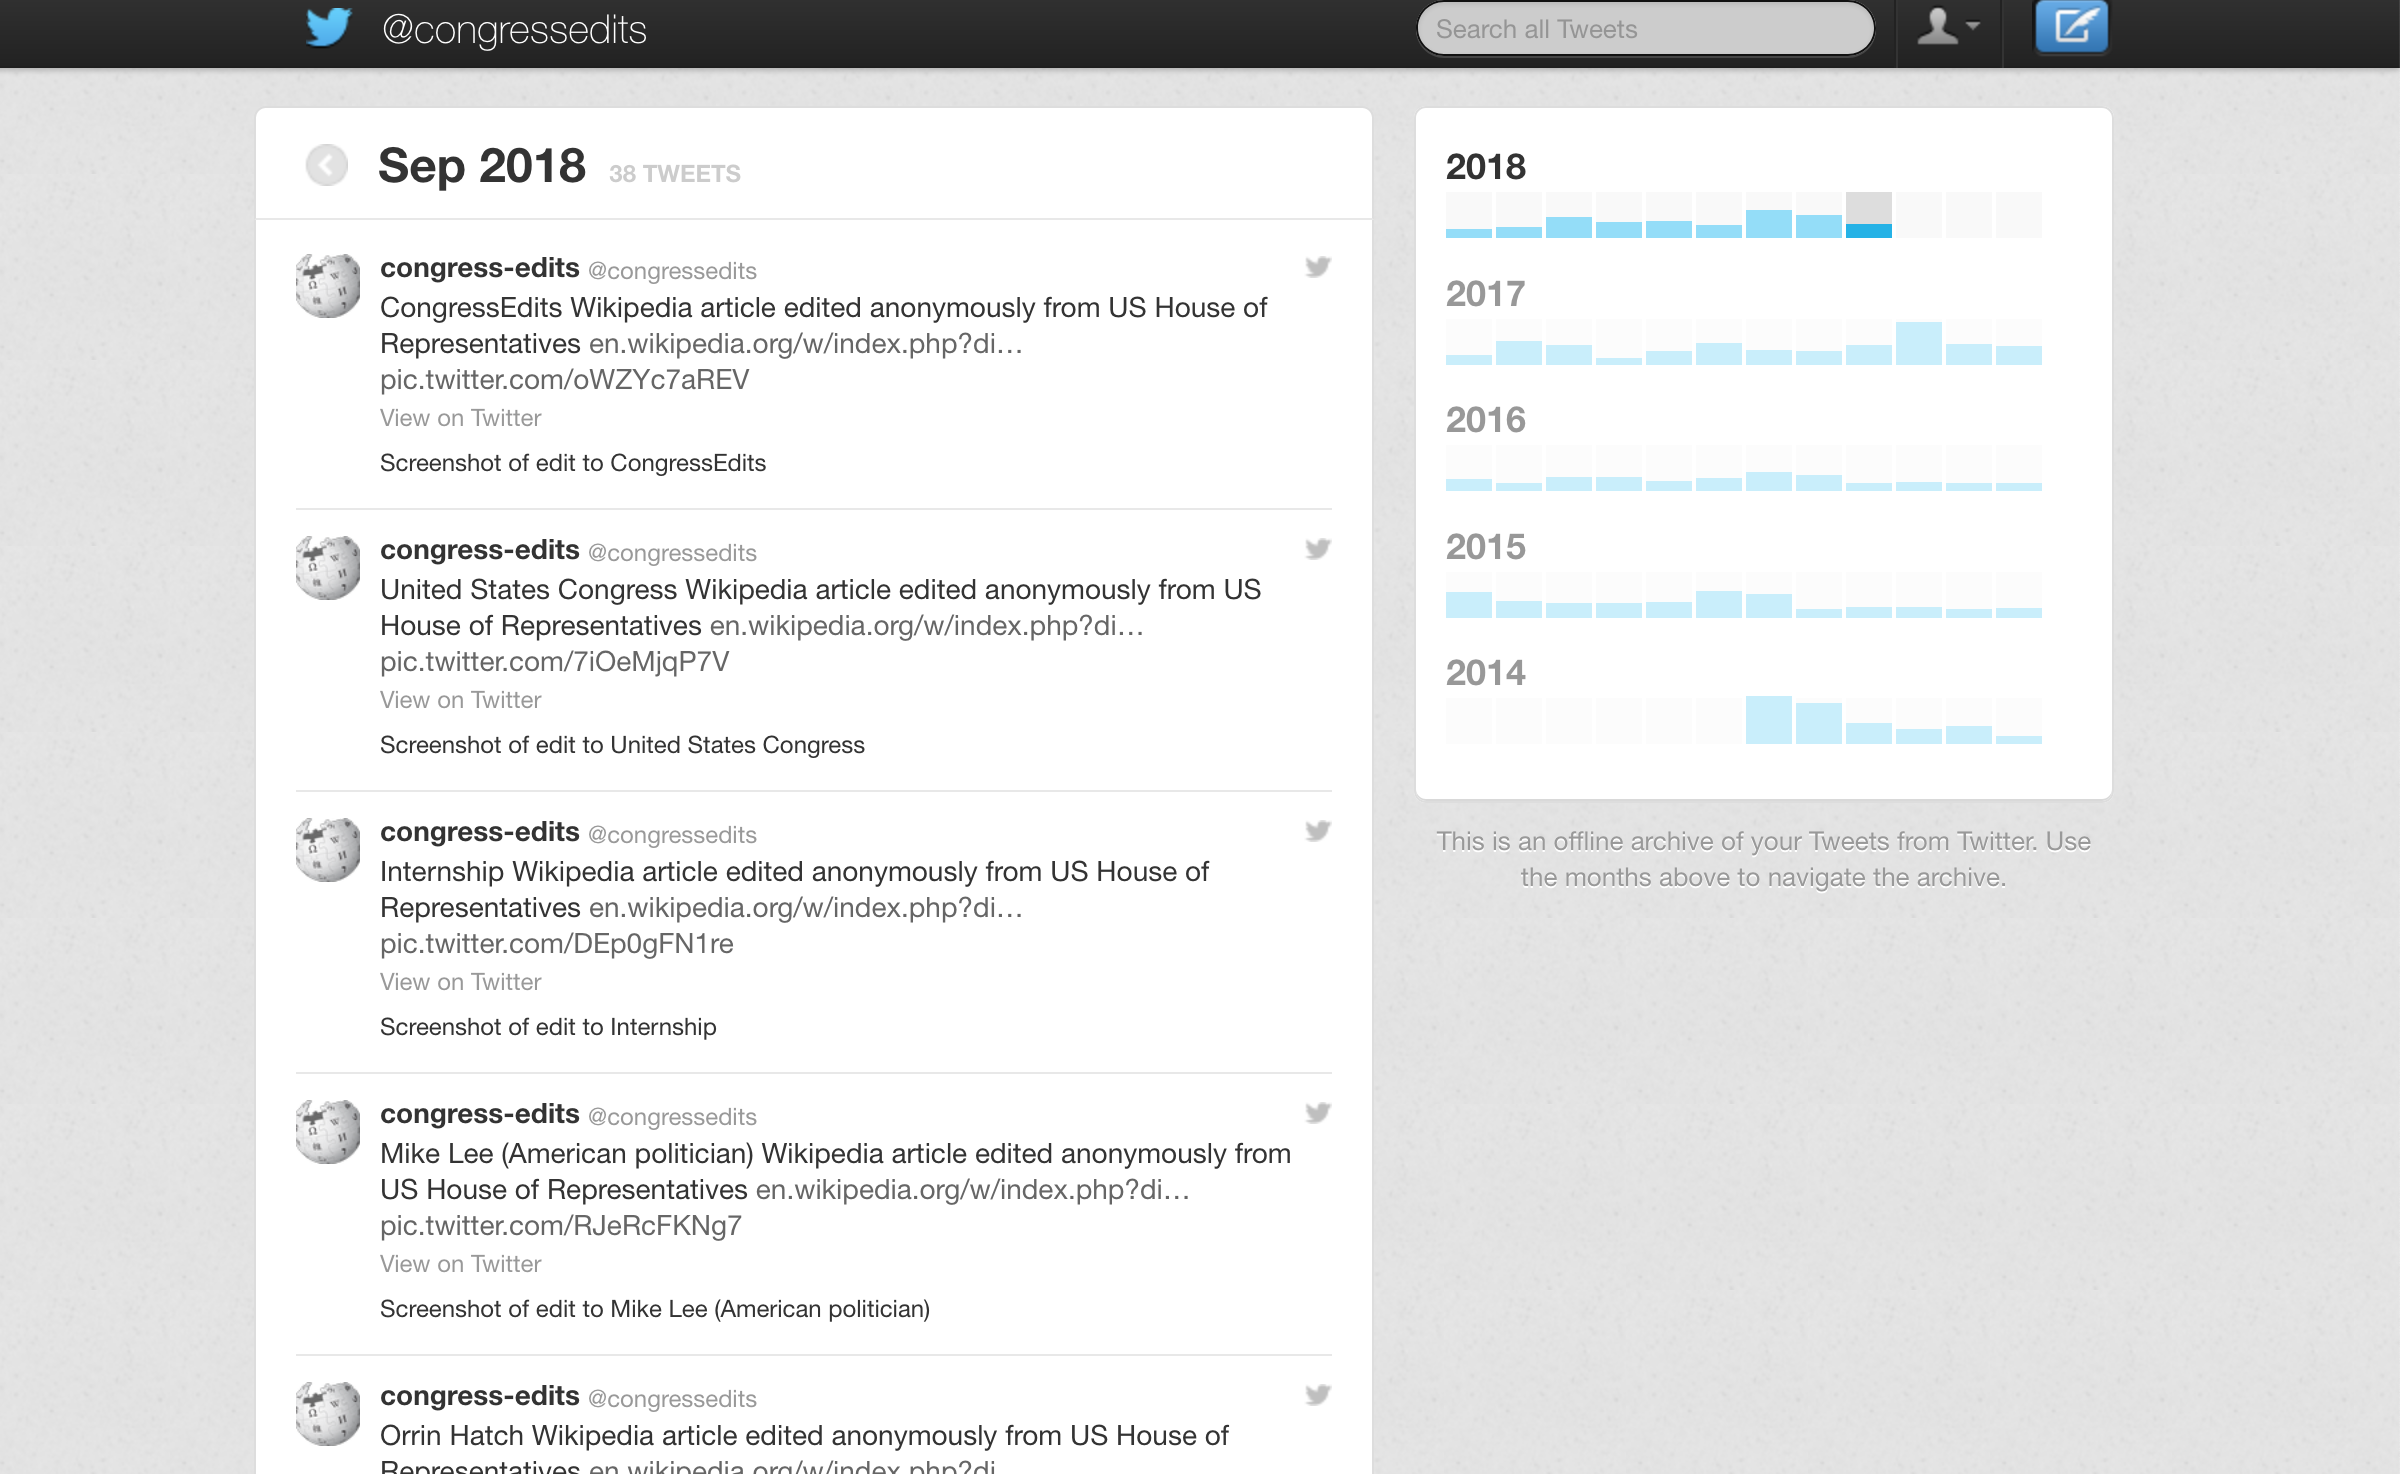 @congressedits
Search all Tweets
Sep 2018 38 TWEETS
congress-edits @congressedits
CongressEdits Wikipedia article edited anonymously from US House of
Representatives en.wikipedia.org/w/index.php?di…
pic.twitter.com/oWZYc7aREV
View on Twitter
Screenshot of edit to CongressEdits
congress-edits @congressedits
United States Congress Wikipedia article edited anonymously from US
House of Representatives en.wikipedia.org/w/index.php?di…
pic.twitter.com/7iOeMjqP7V
View on Twitter
Screenshot of edit to United States Congress
congress-edits @congressedits
Internship Wikipedia article edited anonymously from US House of
Representatives en.wikipedia.org/w/index.php?di…
pic.twitter.com/DEp0gFN1re
View on Twitter
Screenshot of edit to Internship
congress-edits @congressedits
Mike Lee (American politician) Wikipedia article edited anonymously from
US House of Representatives en.wikipedia.org/w/index.php?di…
pic.twitter.com/RJeRcFKNg7
View on Twitter
Screenshot of edit to Mike Lee (American politician)
congress-edits @congressedits
Orrin Hatch Wikipedia article edited anonymously from US House of
Representatives en.wikipedia.org/w/index.php?di…
2018
2017
2016
2015
2014
This is an offline archive of your Tweets from Twitter. Use
the months above to navigate the archive.